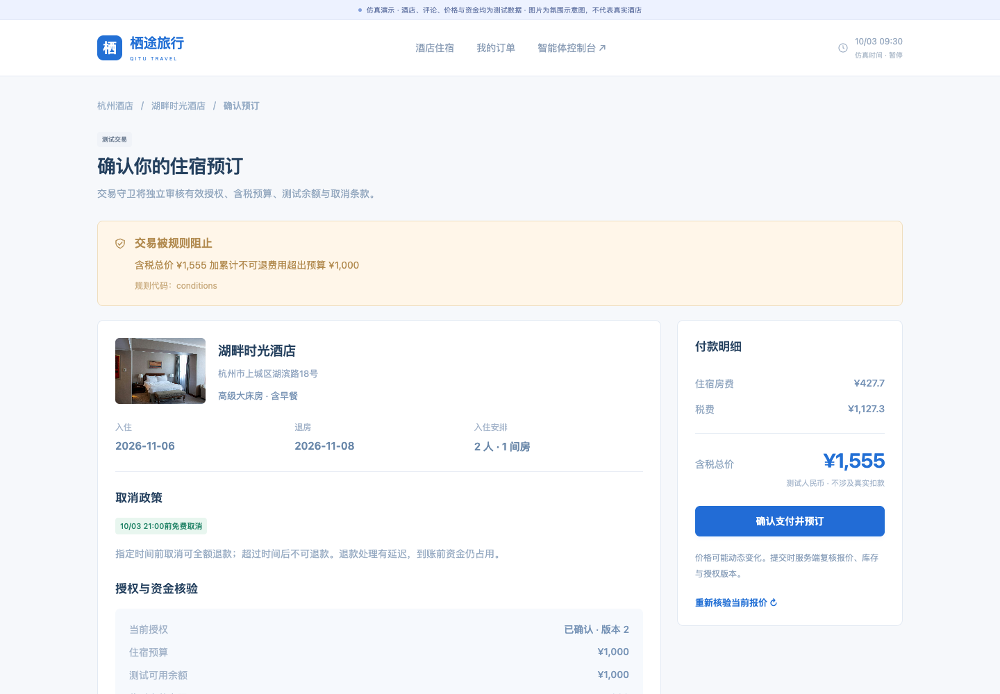 仿真演示 · 酒店、评论、价格与资金均为测试数据 · 图片为氛围示意图，不代表真实酒店
栖
栖途旅行
QITU TRAVEL
酒店住宿
我的订单
智能体控制台 ↗
10/03 09:30
仿真时间 · 暂停
杭州酒店 / 湖畔时光酒店 / 确认预订
测试交易
确认你的住宿预订
交易守卫将独立审核有效授权、含税预算、测试余额与取消条款。
交易被规则阻止
含税总价 ¥1,555 加累计不可退费用超出预算 ¥1,000
规则代码：conditions
湖畔时光酒店
杭州市上城区湖滨路18号
高级大床房 · 含早餐
入住
2026-11-06
退房
2026-11-08
入住安排
2 人 · 1 间房
取消政策
10/03 21:00前免费取消
指定时间前取消可全额退款；超过时间后不可退款。退款处理有延迟，到账前资金仍占用。
授权与资金核验
当前授权
已确认 · 版本 2
住宿预算
¥1,000
测试可用余额
¥1,000
付款明细
住宿房费
¥427.7
税费
¥1,127.3
含税总价
¥1,555
测试人民币 · 不涉及真实扣款
确认支付并预订
价格可能动态变化。提交时服务端复核报价、库存
与授权版本。
重新核验当前报价 ↻